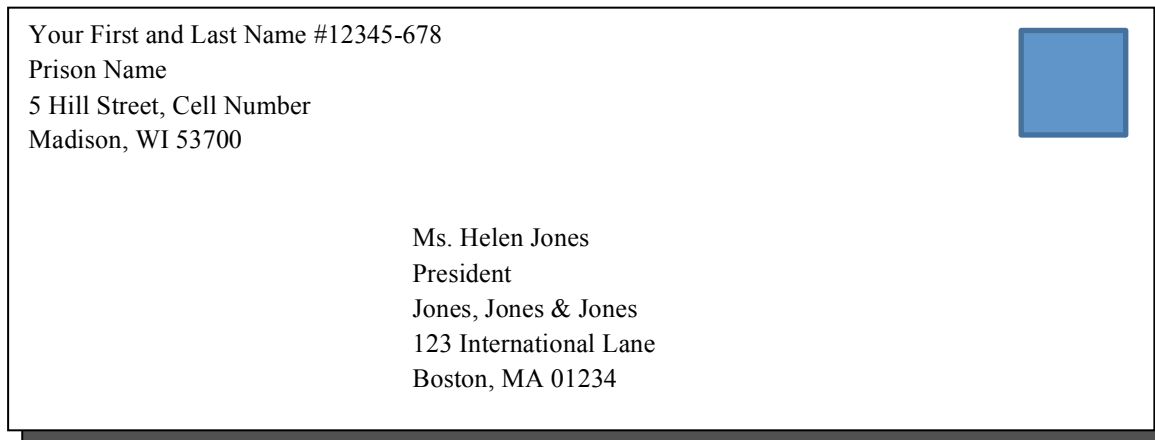 Your First and Last Name #12345-678
Prison Name
5 Hill Street, Cell Number
Madison, WI 53700
Ms. Helen Jones
President
Jones, Jones & Jones
123 International Lane
Boston, MA 01234